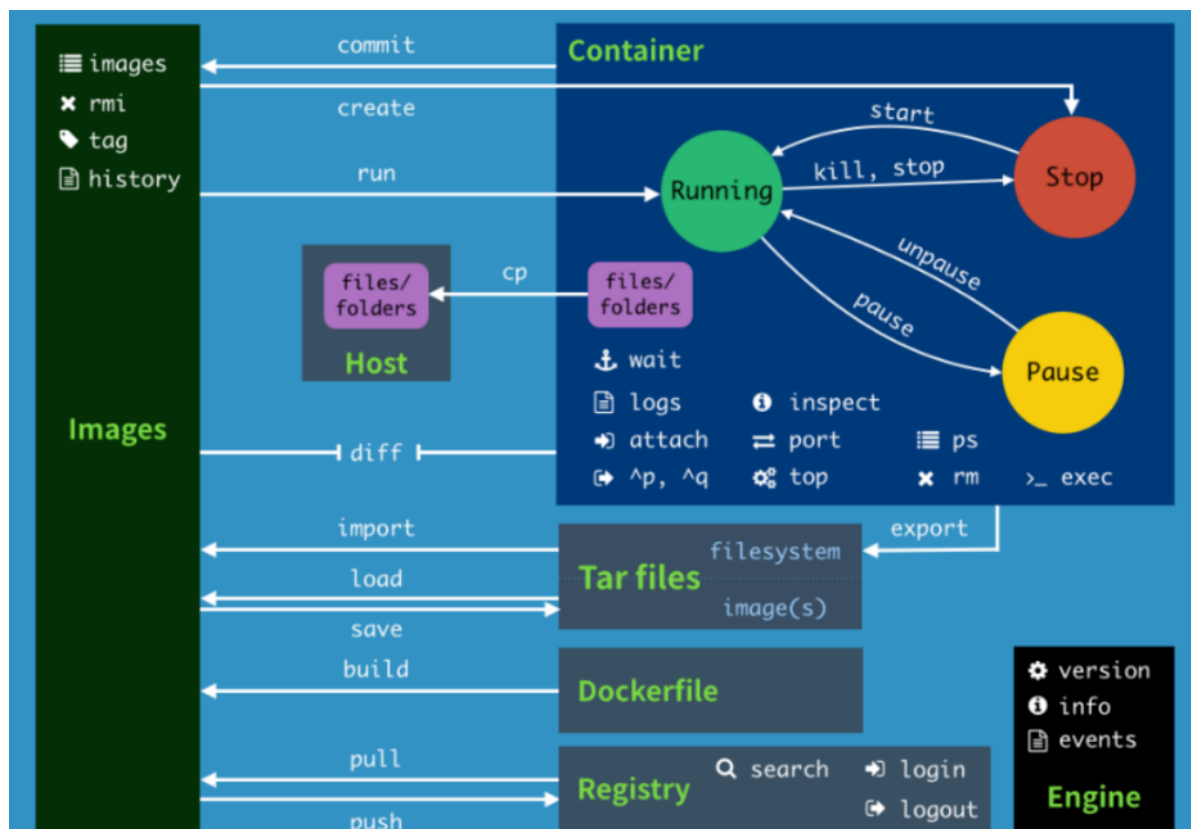 images
rmi
tag
history
Images
commit
create
run
Container
start
kill, stop
Running
Stop
unpause
pause
Pause
files/
folders
Host
cp
files/
folders
wait
logs
inspect
attach
port
ps
^p, ^q
top
rm
>_ exec
diff
import
export
filesystem
Tar files
image(s)
load
save
build
Dockerfile
pull
push
Registry
search
login
logout
version
info
events
Engine